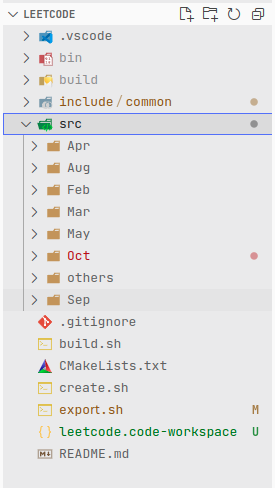 LEETCODE
.vscode
bin
build
include/common
src
Apr
Aug
Feb
Mar
May
Oct
others
Sep
.gitignore
build.sh
CMakeLists.txt
create.sh
export.sh M
leetcode.code-workspace U
README.md